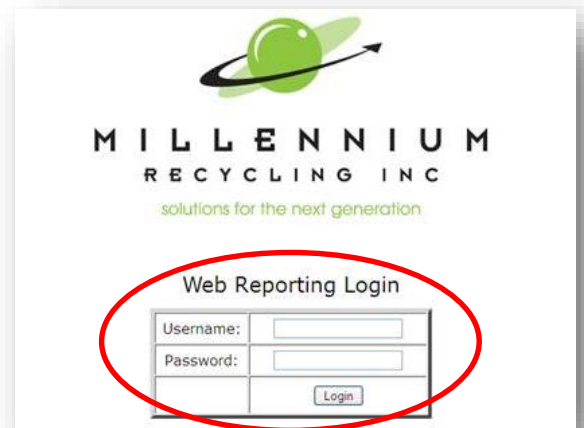 MILLENNIUM
RECYCLING INC
solutions for the next generation
Web Reporting Login
Username:
Password:
Login